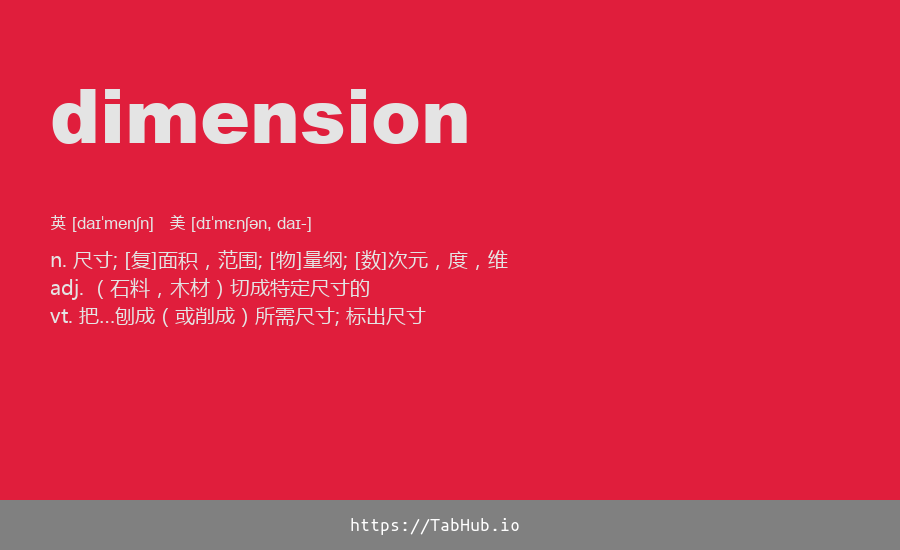 dimension
英 [daɪˈmenʃn] 美 [dɪˈmɛnʃən, daɪ-]
n. 尺寸; [复]面积，范围; [物]量纲; [数]次元，度，维
adj. （石料，木材）切成特定尺寸的
vt. 把...刨成（或削成）所需尺寸; 标出尺寸
https://TabHub.io